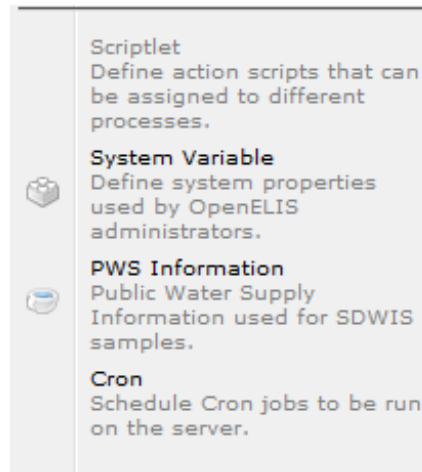 Scriptlet
Define action scripts that can
be assigned to different
processes.
System Variable
Define system properties
used by OpenELIS
administrators.
PWS Information
Public Water Supply
Information used for SDWIS
samples.
Cron
Schedule Cron jobs to be run
on the server.